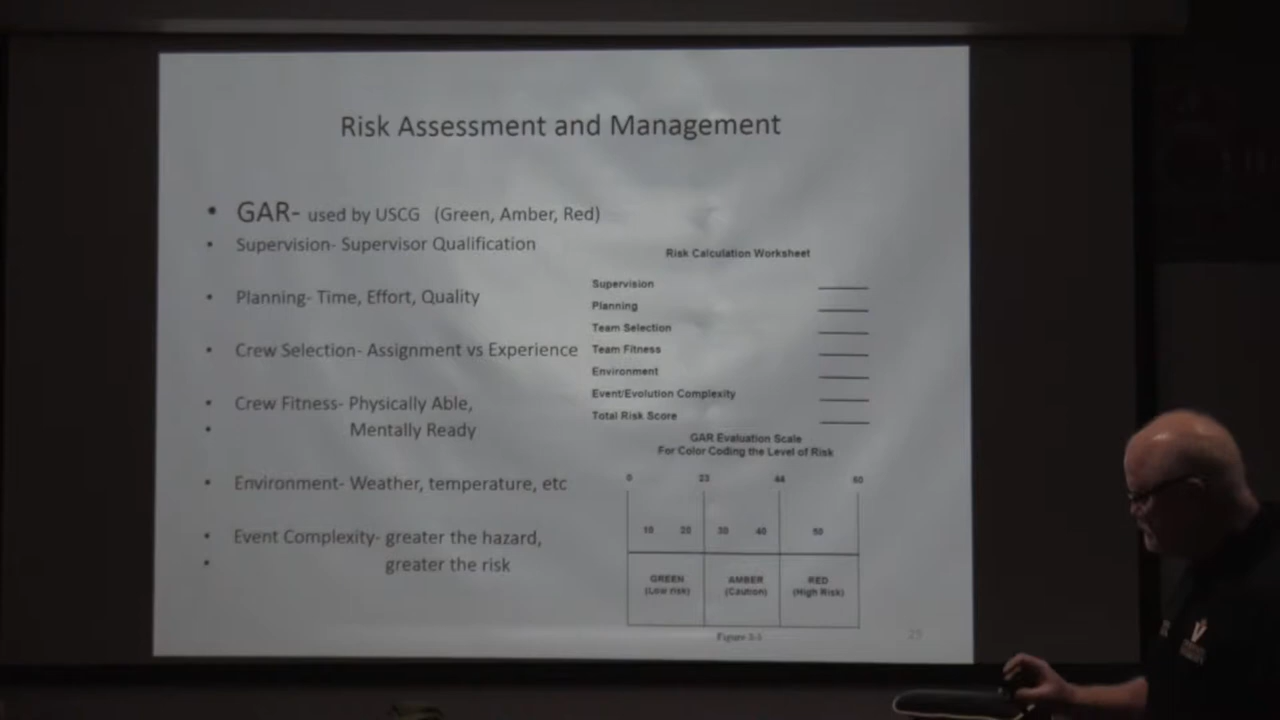 Risk Assessment and Management
• GAR- used by USCG (Green, Amber, Red)
• Supervision- Supervisor Qualification
• Planning- Time, Effort, Quality
• Crew Selection- Assignment vs Experience
• Crew Fitness- Physically Able,
• Mentally Ready
• Environment- Weather, temperature, etc
• Event Complexity- greater the hazard,
• greater the risk
Risk Calculation Worksheet
Supervision
Planning
Team Selection
Team Fitness
Environment
Event/Evolution Complexity
Total Risk Score
GAR Evaluation Scale
For Color Coding the Level of Risk
0 23 44 60
10 20 30 40 50
GREEN AMBER RED
(Low risk) (Caution) (High Risk)
25